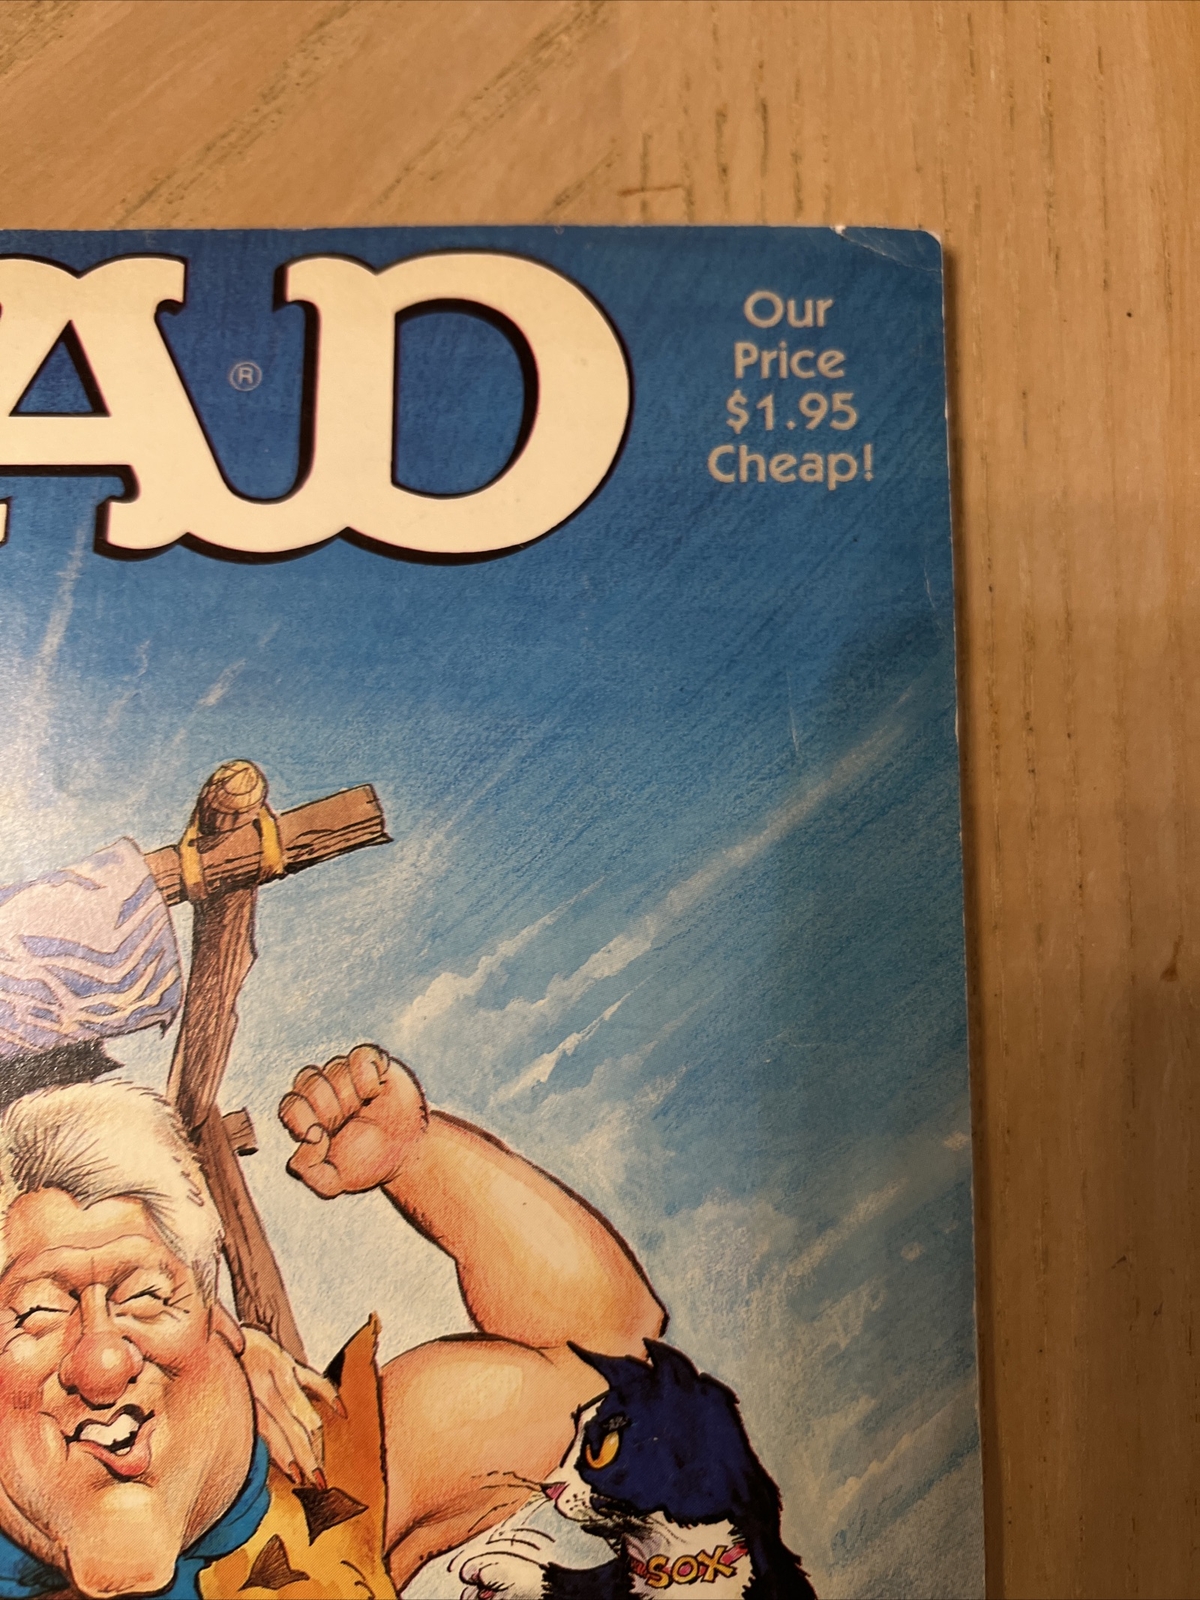 AD
®
Our
Price
$1.95
Cheap!
SOX